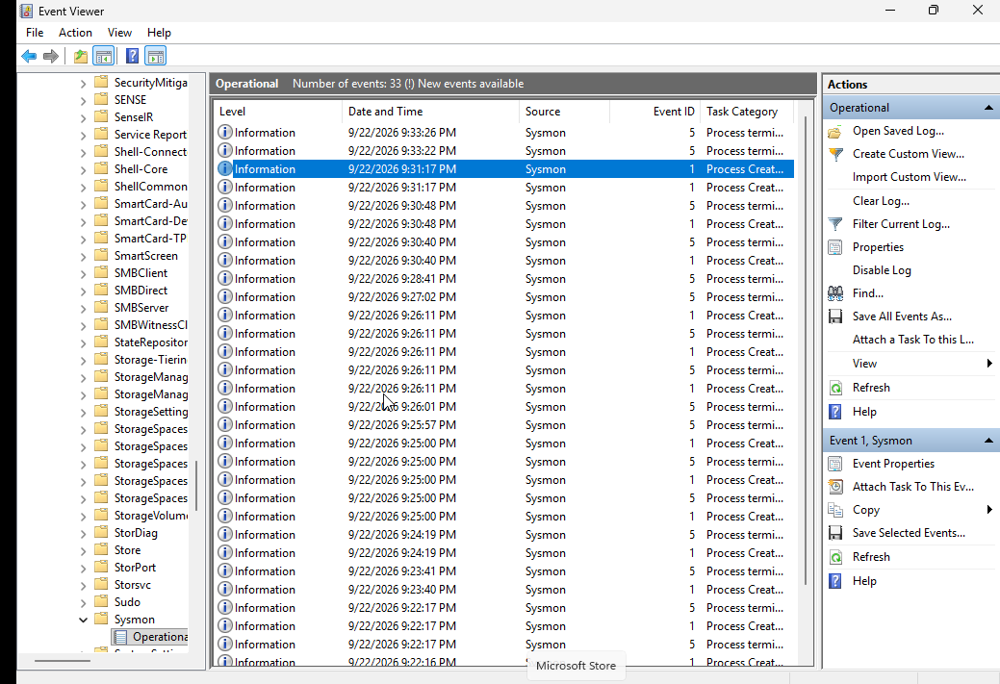 Event Viewer
File Action View Help
SecurityMitiga
SENSE
SenseIR
Service Report
Shell-Connect
Shell-Core
ShellCommon
SmartCard-Au
SmartCard-De
SmartCard-TP
SmartScreen
SMBClient
SMBDirect
SMBServer
SMBWitnessCl
StateRepositor
Storage-Tierin
StorageManag
StorageManag
StorageSetting
StorageSpaces
StorageSpaces
StorageSpaces
StorageSpaces
StorageSpaces
StorageVolume
StorDiag
Store
StorPort
Storsvc
Sudo
Sysmon
Operationa
Operational Number of events: 33 (!) New events available
Level Date and Time Source Event ID Task Category
Information 9/22/2026 9:33:26 PM Sysmon 5 Process termi...
Information 9/22/2026 9:33:22 PM Sysmon 5 Process termi...
Information 9/22/2026 9:31:17 PM Sysmon 1 Process Creat...
Information 9/22/2026 9:31:17 PM Sysmon 1 Process Creat...
Information 9/22/2026 9:30:48 PM Sysmon 5 Process termi...
Information 9/22/2026 9:30:48 PM Sysmon 1 Process Creat...
Information 9/22/2026 9:30:40 PM Sysmon 5 Process termi...
Information 9/22/2026 9:30:40 PM Sysmon 1 Process Creat...
Information 9/22/2026 9:28:41 PM Sysmon 5 Process termi...
Information 9/22/2026 9:27:02 PM Sysmon 5 Process termi...
Information 9/22/2026 9:26:11 PM Sysmon 1 Process Creat...
Information 9/22/2026 9:26:11 PM Sysmon 5 Process termi...
Information 9/22/2026 9:26:11 PM Sysmon 1 Process Creat...
Information 9/22/2026 9:26:11 PM Sysmon 5 Process termi...
Information 9/22/2026 9:26:11 PM Sysmon 1 Process Creat...
Information 9/22/2026 9:26:01 PM Sysmon 5 Process termi...
Information 9/22/2026 9:25:57 PM Sysmon 5 Process termi...
Information 9/22/2026 9:25:00 PM Sysmon 1 Process Creat...
Information 9/22/2026 9:25:00 PM Sysmon 5 Process termi...
Information 9/22/2026 9:25:00 PM Sysmon 1 Process Creat...
Information 9/22/2026 9:25:00 PM Sysmon 5 Process termi...
Information 9/22/2026 9:25:00 PM Sysmon 1 Process Creat...
Information 9/22/2026 9:24:19 PM Sysmon 5 Process termi...
Information 9/22/2026 9:24:19 PM Sysmon 1 Process Creat...
Information 9/22/2026 9:23:41 PM Sysmon 5 Process termi...
Information 9/22/2026 9:23:40 PM Sysmon 1 Process Creat...
Information 9/22/2026 9:22:17 PM Sysmon 5 Process termi...
Information 9/22/2026 9:22:17 PM Sysmon 1 Process Creat...
Information 9/22/2026 9:22:17 PM Sysmon 5 Process termi...
Information 9/22/2026 9:22:16 PM 1 Process Creat...
Microsoft Store
Actions
Operational
Open Saved Log...
Create Custom View...
Import Custom View...
Clear Log...
Filter Current Log...
Properties
Disable Log
Find...
Save All Events As...
Attach a Task To this L...
View
Refresh
Help
Event 1, Sysmon
Event Properties
Attach Task To This Ev...
Copy
Save Selected Events...
Refresh
Help